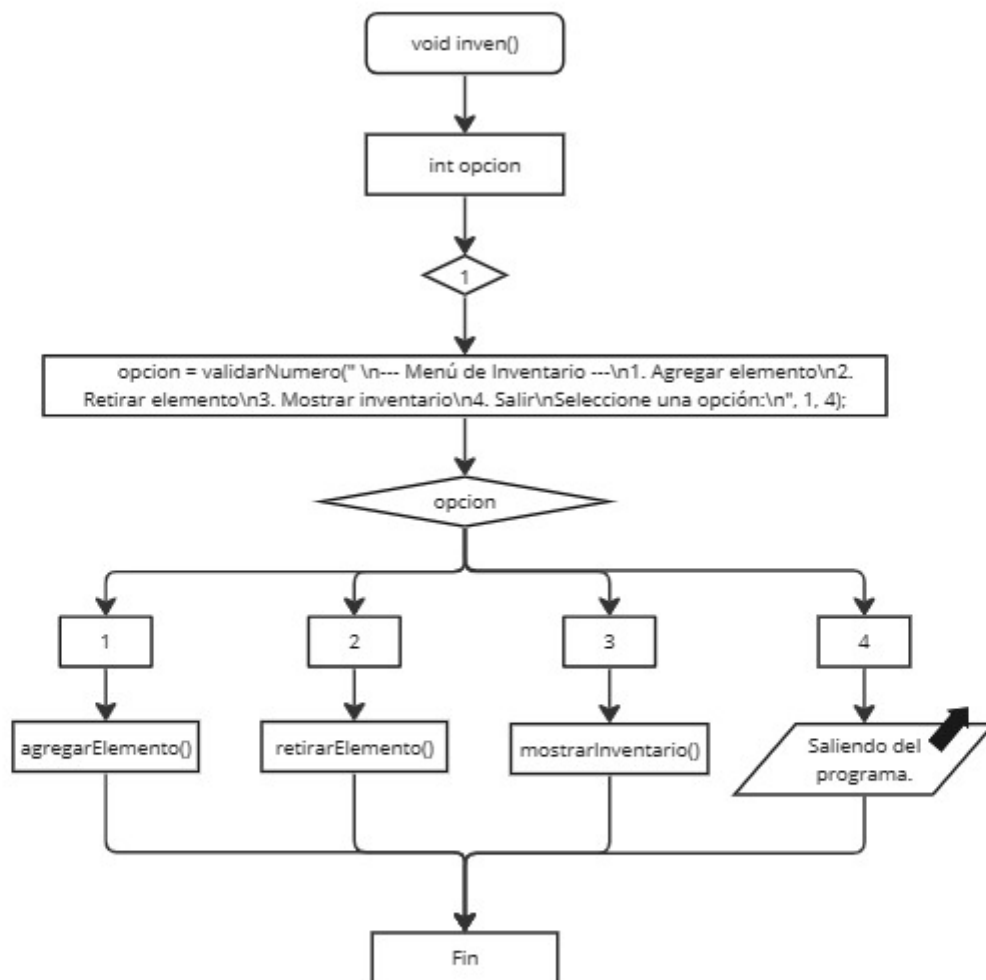 void inven()
int opcion
1
opcion = validarNumero(" \n--- Menú de Inventario ---\n1. Agregar elemento\n2.
Retirar elemento\n3. Mostrar inventario\n4. Salir\nSeleccione una opción:\n", 1, 4);
opcion
1
2
3
4
agregarElemento()
retirarElemento()
mostrarInventario()
Saliendo del
programa.
Fin